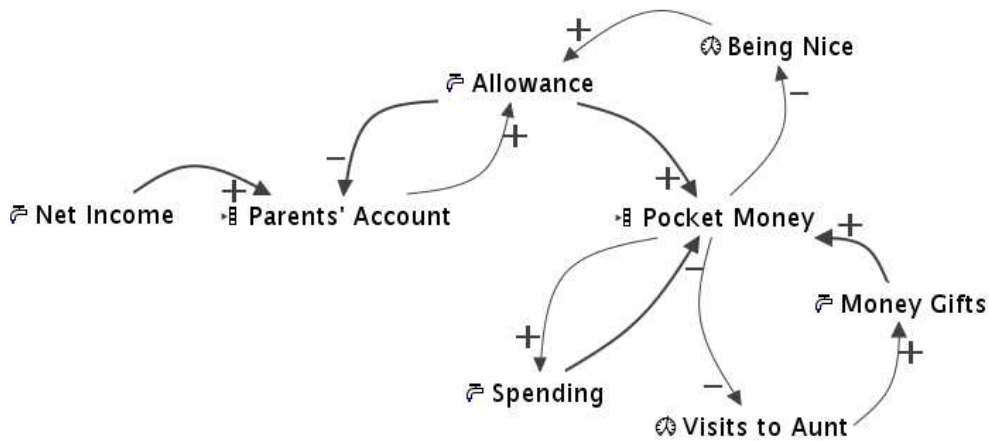 +
Being Nice
Allowance
−
−
+
+
+
Net Income
Parents' Account
Pocket Money
+
−
Money Gifts
+
+
−
Spending
Visits to Aunt